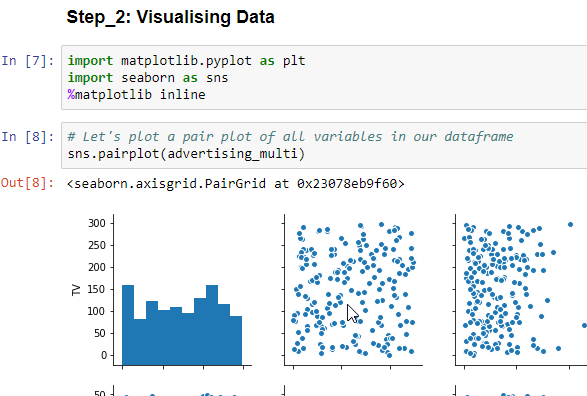 Step_2: Visualising Data
In [7]: import matplotlib.pyplot as plt
import seaborn as sns
%matplotlib inline
In [8]: # Let's plot a pair plot of all variables in our dataframe
sns.pairplot(advertising_multi)
Out[8]: <seaborn.axisgrid.PairGrid at 0x23078eb9f60>
300
250
200
150
100
50
0
TV
50